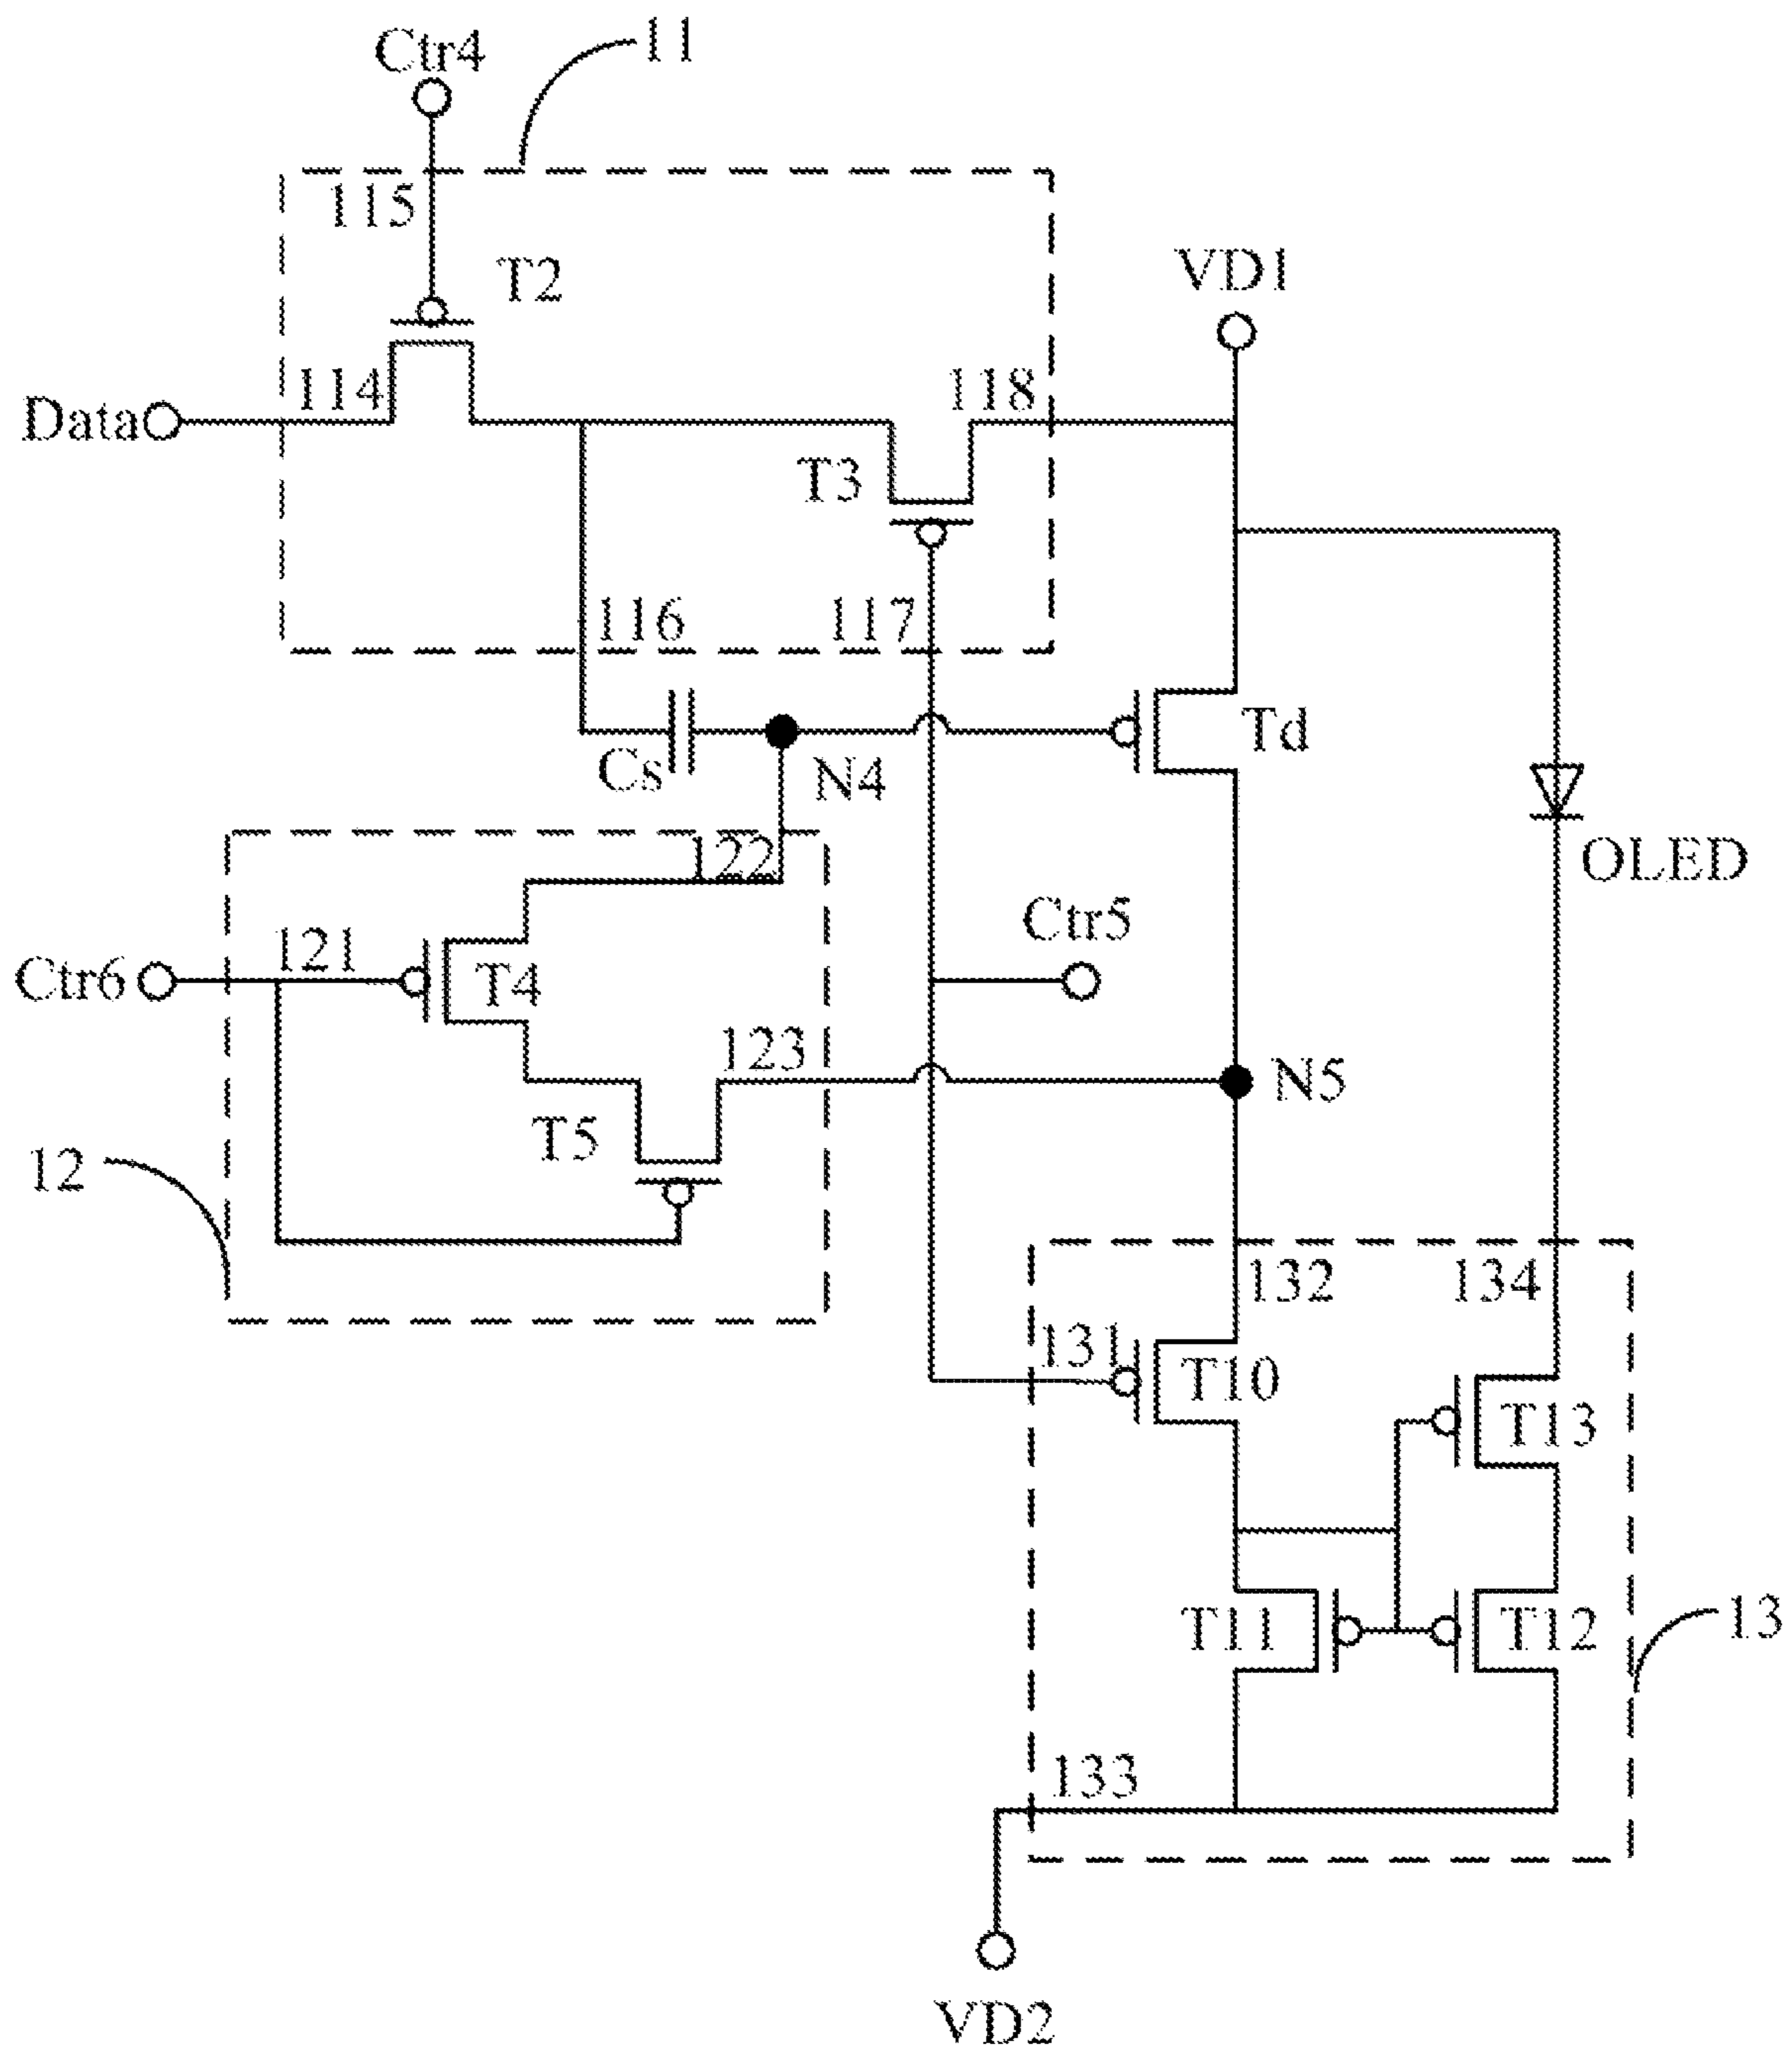 Ctr4
11
115
T2
VD1
Data
114
118
T3
116
117
Td
Cs
N4
122
OLED
Ctr5
Ctr6
121
T4
123
N5
T5
12
132
134
131
T10
T13
T11
T12
13
133
VD2